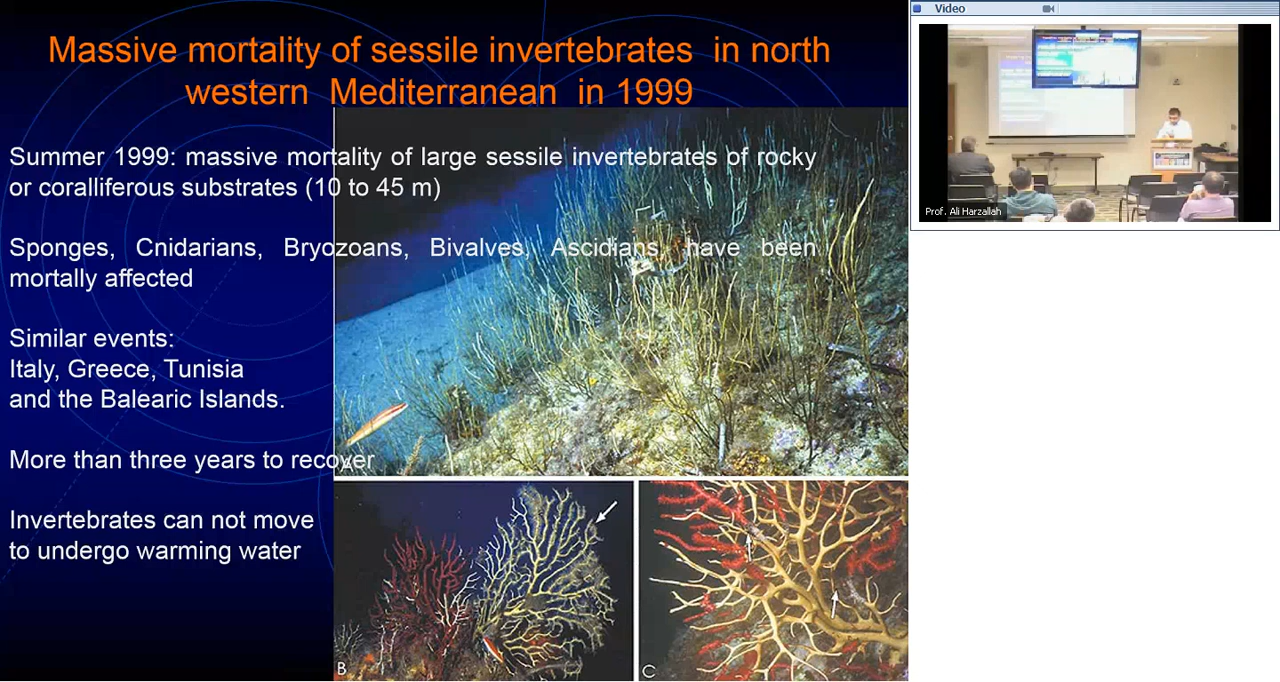 Massive mortality of sessile invertebrates in north
western Mediterranean in 1999
Summer 1999: massive mortality of large sessile invertebrates of rocky
or coralliferous substrates (10 to 45 m)
Sponges, Cnidarians, Bryozoans, Bivalves, Ascidians, have been
mortally affected
Similar events:
Italy, Greece, Tunisia
and the Balearic Islands.
More than three years to recover
Invertebrates can not move
to undergo warming water
B
C
Video
Prof. Ali Harzallah